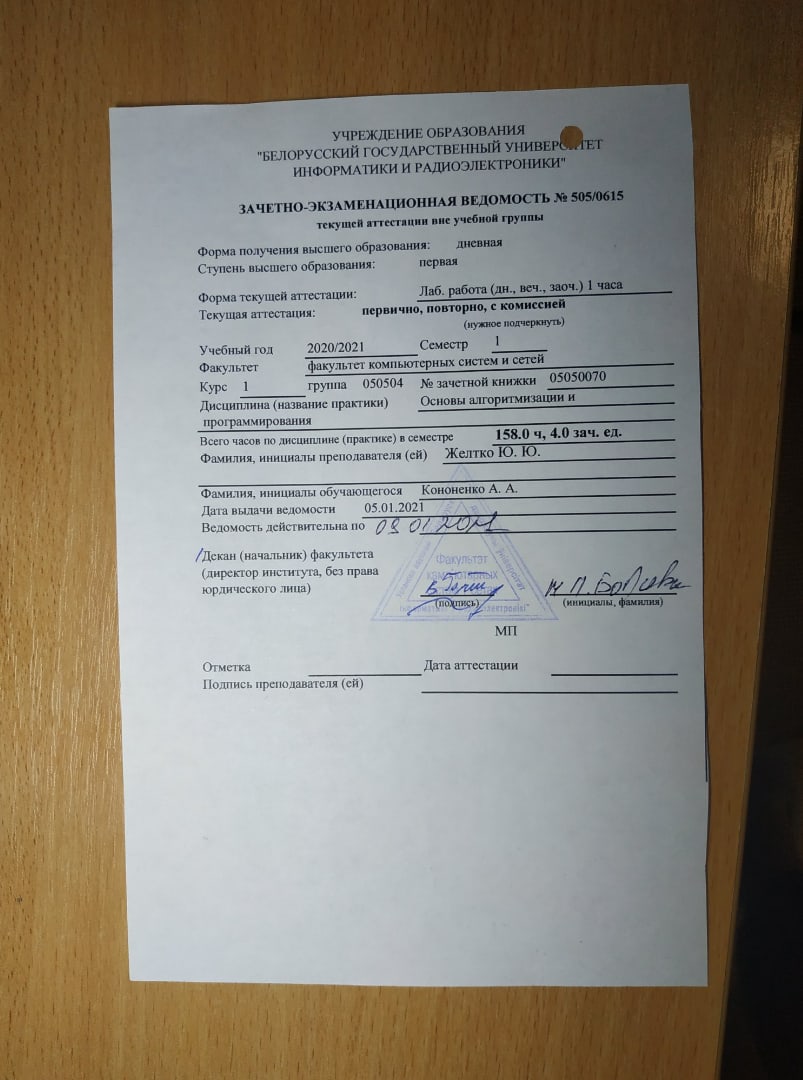 УЧРЕЖДЕНИЕ ОБРАЗОВАНИЯ
"БЕЛОРУССКИЙ ГОСУДАРСТВЕННЫЙ УНИВЕРСИТЕТ
ИНФОРМАТИКИ И РАДИОЭЛЕКТРОНИКИ"
ЗАЧЕТНО-ЭКЗАМЕНАЦИОННАЯ ВЕДОМОСТЬ № 505/0615
текущей аттестации вне учебной группы
Форма получения высшего образования: дневная
Ступень высшего образования: первая
Форма текущей аттестации: Лаб. работа (дн., веч., заоч.) 1 часа
Текущая аттестация: первично, повторно, с комиссией
(нужное подчеркнуть)
Учебный год 2020/2021 Семестр 1
Факультет факультет компьютерных систем и сетей
Курс 1 группа 050504 № зачетной книжки 05050070
Дисциплина (название практики) Основы алгоритмизации и
программирования
Всего часов по дисциплине (практике) в семестре 158.0 ч, 4.0 зач. ед.
Фамилия, инициалы преподавателя (ей) Желтко Ю. Ю.
Фамилия, инициалы обучающегося Кононенко А. А.
Дата выдачи ведомости 05.01.2021
Ведомость действительна по 09 01 2021
Декан (начальник) факультета
(директор института, без права
юрдического лица)
Факультэт
камп'ютарных
(подпись) (инициалы, фамилия)
МП
Отметка Дата аттестации
Подпись преподавателя (ей)